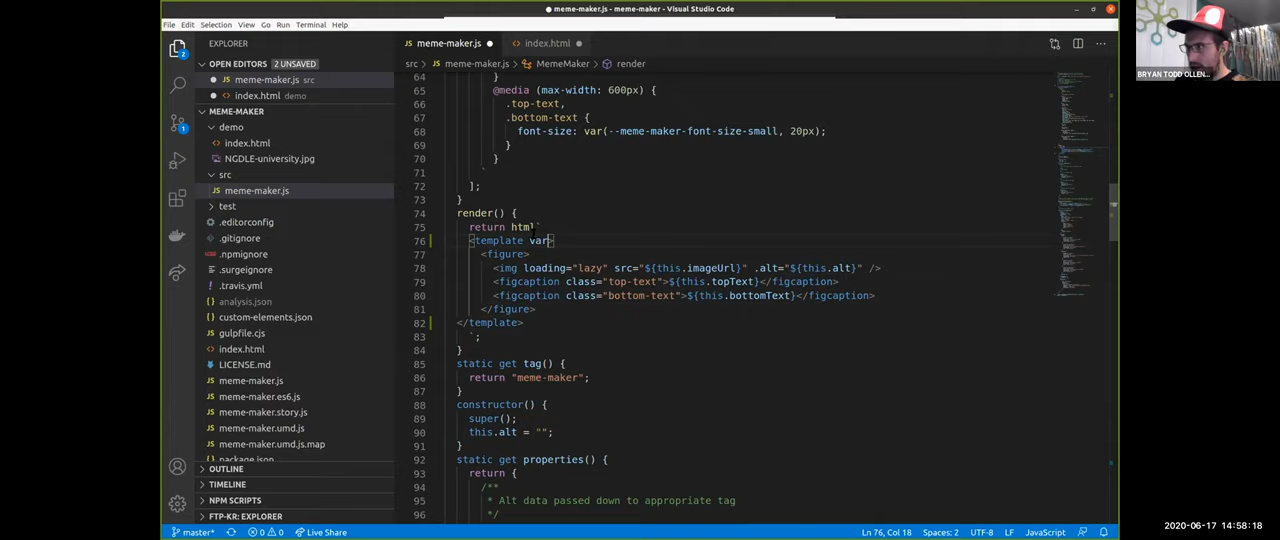 meme-maker.js - meme-maker - Visual Studio Code
File Edit Selection View Go Run Terminal Help
EXPLORER
OPEN EDITORS 2 UNSAVED
meme-maker.js src
index.html demo
MEME-MAKER
demo
index.html
NGDLE-university.jpg
src
meme-maker.js
test
.editorconfig
.gitignore
.npmignore
.surgeignore
.travis.yml
analysis.json
custom-elements.json
gulpfile.cjs
index.html
LICENSE.md
meme-maker.js
meme-maker.es6.js
meme-maker.story.js
meme-maker.umd.js
meme-maker.umd.js.map
package.json
OUTLINE
TIMELINE
NPM SCRIPTS
FTP-KR: EXPLORER
meme-maker.js index.html
src > meme-maker.js > MemeMaker > render
64 }
65 @media (max-width: 600px) {
66 .top-text,
67 .bottom-text {
68 font-size: var(--meme-maker-font-size-small, 20px);
69 }
70 }
71 `
72 ];
73 }
74 render() {
75 return html`
76 <template var>
77 <figure>
78 <img loading="lazy" src="${this.imageUrl}" .alt="${this.alt}" />
79 <figcaption class="top-text">${this.topText}</figcaption>
80 <figcaption class="bottom-text">${this.bottomText}</figcaption>
81 </figure>
82 </template>
83 `;
84 }
85 static get tag() {
86 return "meme-maker";
87 }
88 constructor() {
89 super();
90 this.alt = "";
91 }
92 static get properties() {
93 return {
94 /**
95 * Alt data passed down to appropriate tag
96 */
master* 0 0 Live Share
Ln 76, Col 18 Spaces: 2 UTF-8 LF JavaScript
BRYAN TODD OLLEN...
2020-06-17 14:58:18